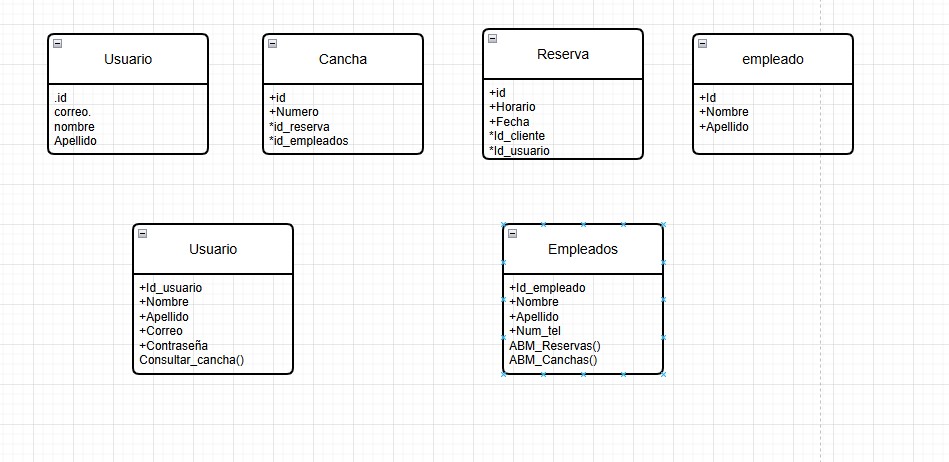 Usuario
.id
correo.
nombre
Apellido
Cancha
+id
+Numero
*id_reserva
*id_empleados
Reserva
+id
+Horario
+Fecha
*Id_cliente
*Id_usuario
empleado
+Id
+Nombre
+Apellido
Usuario
+Id_usuario
+Nombre
+Apellido
+Correo
+Contraseña
Consultar_cancha()
Empleados
+Id_empleado
+Nombre
+Apellido
+Num_tel
ABM_Reservas()
ABM_Canchas()